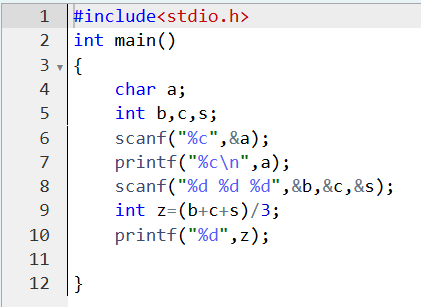 1 #include<stdio.h>
2 int main()
3 {
4     char a;
5     int b,c,s;
6     scanf("%c",&a);
7     printf("%c\n",a);
8     scanf("%d %d %d",&b,&c,&s);
9     int z=(b+c+s)/3;
10     printf("%d",z);
11
12 }